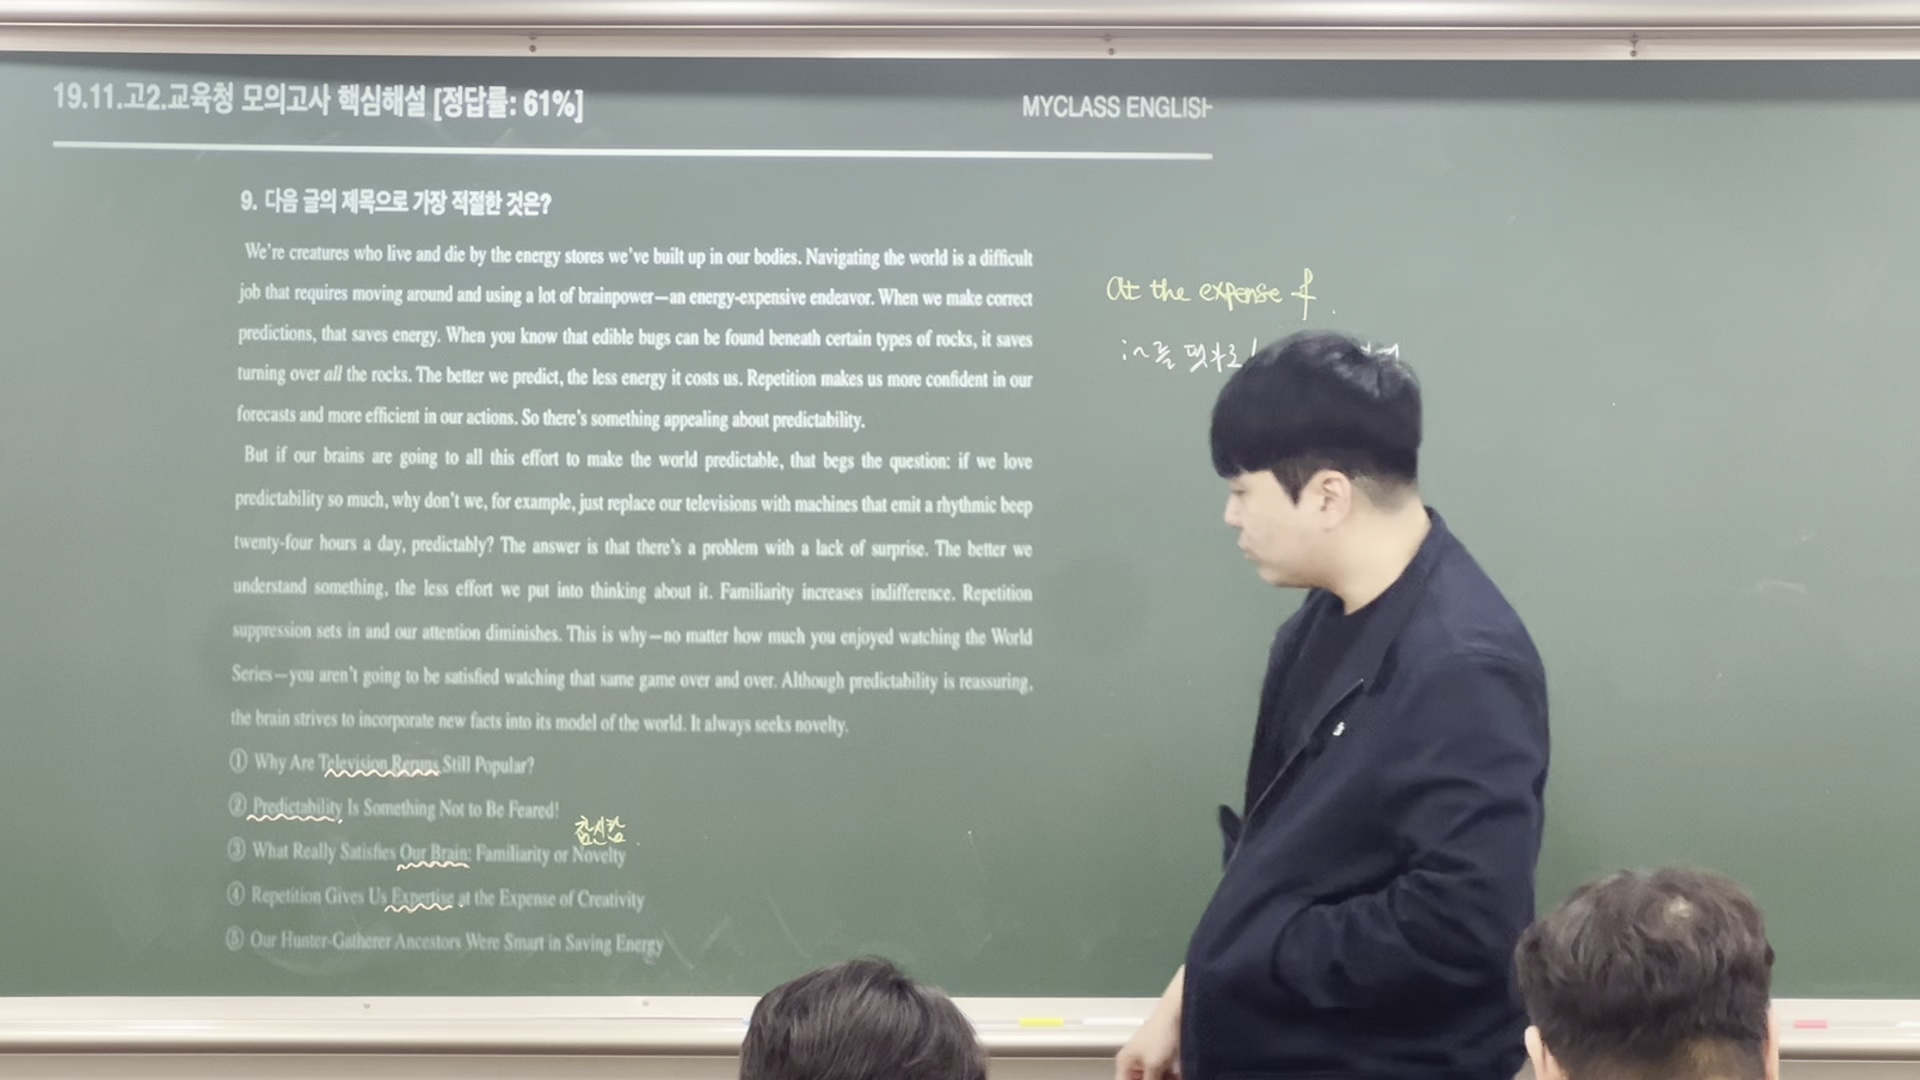 19.11.고2.교육청 모의고사 핵심해설 [정답률: 61%]
MYCLASS ENGLISH
9. 다음 글의 제목으로 가장 적절한 것은?
We're creatures who live and die by the energy stores we've built up in our bodies. Navigating the world is a difficult
job that requires moving around and using a lot of brainpower—an energy-expensive endeavor. When we make correct
predictions, that saves energy. When you know that edible bugs can be found beneath certain types of rocks, it saves
turning over all the rocks. The better we predict, the less energy it costs us. Repetition makes us more confident in our
forecasts and more efficient in our actions. So there's something appealing about predictability.
But if our brains are going to all this effort to make the world predictable, that begs the question: if we love
predictability so much, why don't we, for example, just replace our televisions with machines that emit a rhythmic beep
twenty-four hours a day, predictably? The answer is that there's a problem with a lack of surprise. The better we
understand something, the less effort we put into thinking about it. Familiarity increases indifference. Repetition
suppression sets in and our attention diminishes. This is why—no matter how much you enjoyed watching the World
Series—you aren't going to be satisfied watching that same game over and over. Although predictability is reassuring,
the brain strives to incorporate new facts into its model of the world. It always seeks novelty.
① Why Are Television Reruns Still Popular?
② Predictability Is Something Not to Be Feared!
참신함
③ What Really Satisfies Our Brain: Familiarity or Novelty
④ Repetition Gives Us Expertise at the Expense of Creativity
⑤ Our Hunter-Gatherer Ancestors Were Smart in Saving Energy
at the expense of
:~를 댓가로